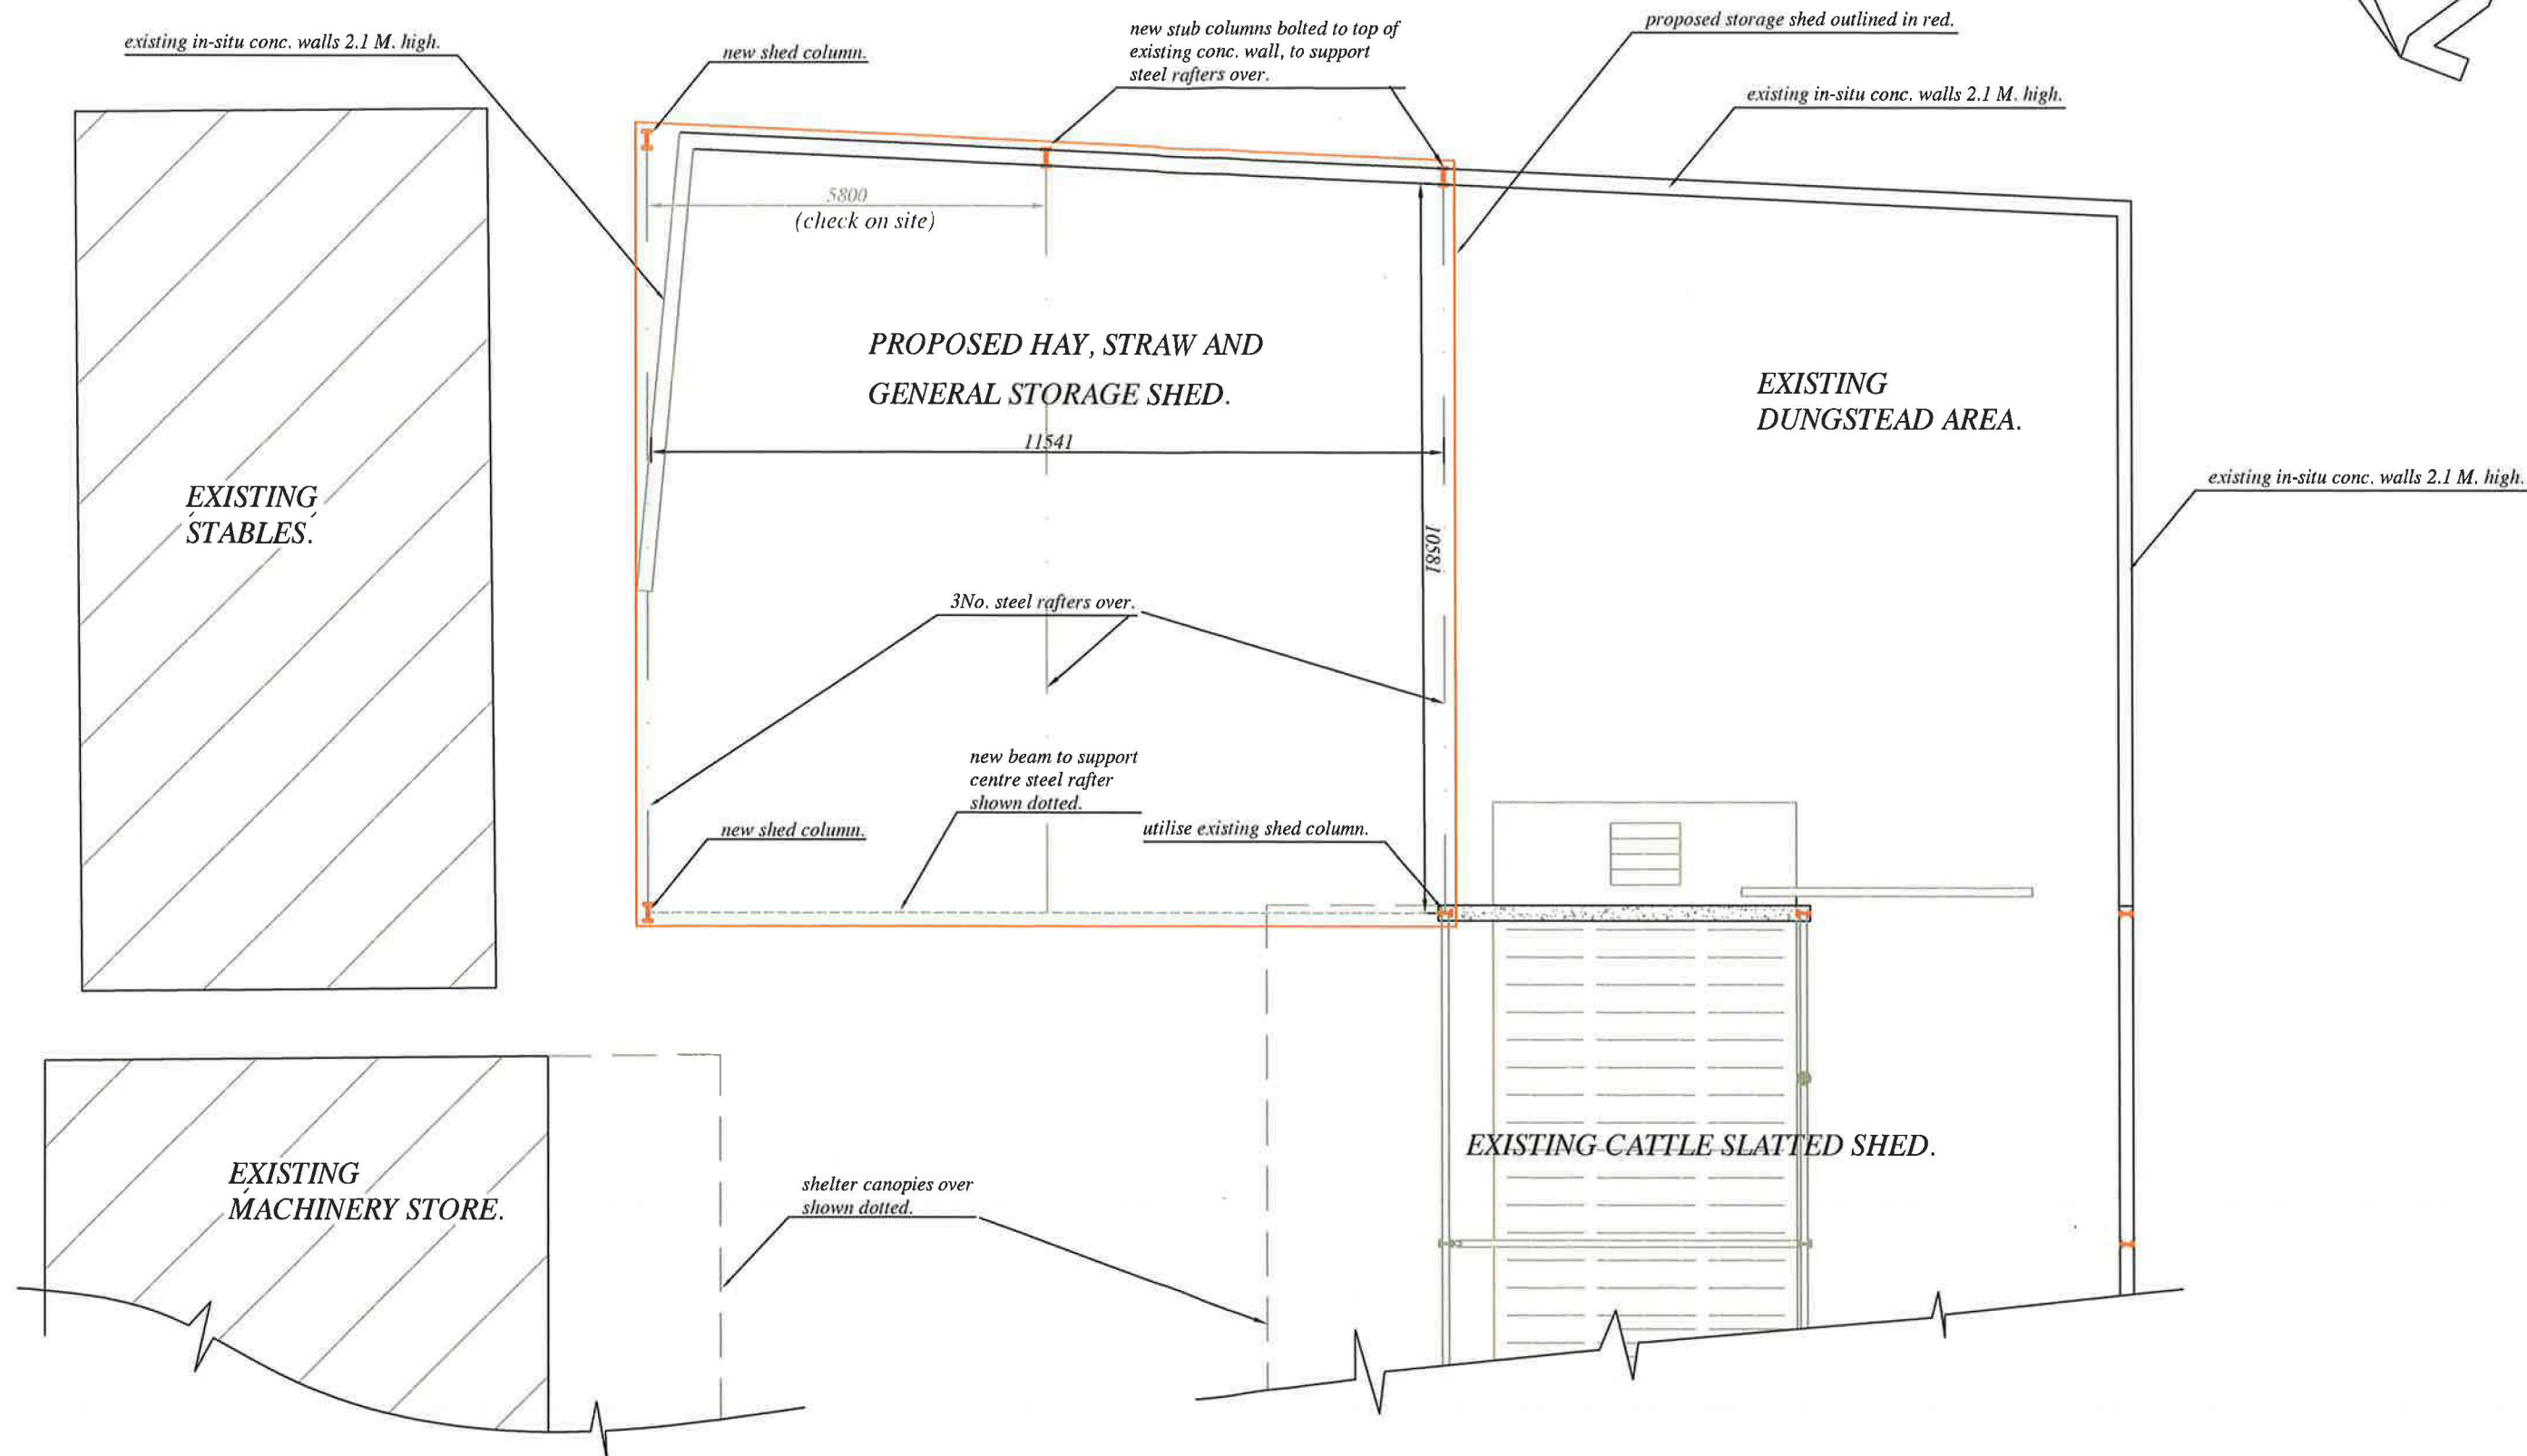 existing in-situ conc. walls 2.1 M. high.
new shed column.
new stub columns bolted to top of
existing conc. wall, to support
steel rafters over.
proposed storage shed outlined in red.
existing in-situ conc. walls 2.1 M. high.
5800
(check on site)
PROPOSED HAY, STRAW AND
GENERAL STORAGE SHED.
11541
EXISTING
DUNGSTEAD AREA.
EXISTING
STABLES.
existing in-situ conc. walls 2.1 M. high.
10581
3No. steel rafters over.
new beam to support
centre steel rafter
shown dotted.
new shed column.
utilise existing shed column.
EXISTING CATTLE SLATTED SHED.
EXISTING
MACHINERY STORE.
shelter canopies over
shown dotted.